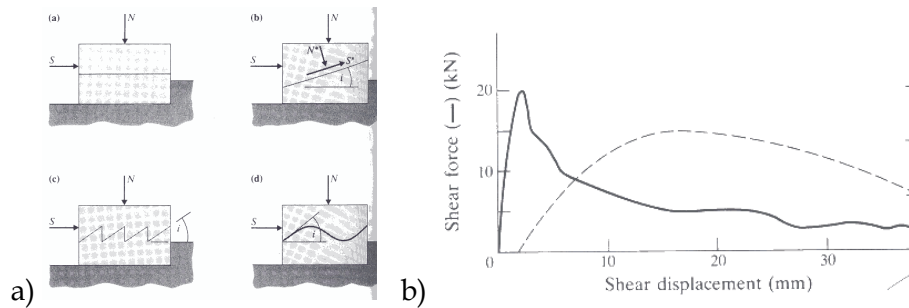 (a)
N
S
(b)
N
S
N*
S*
i
(c)
N
S
i
(d)
N
S
i
a)
Shear force (—) (kN)
20
10
0
0
10
20
30
Shear displacement (mm)
b)